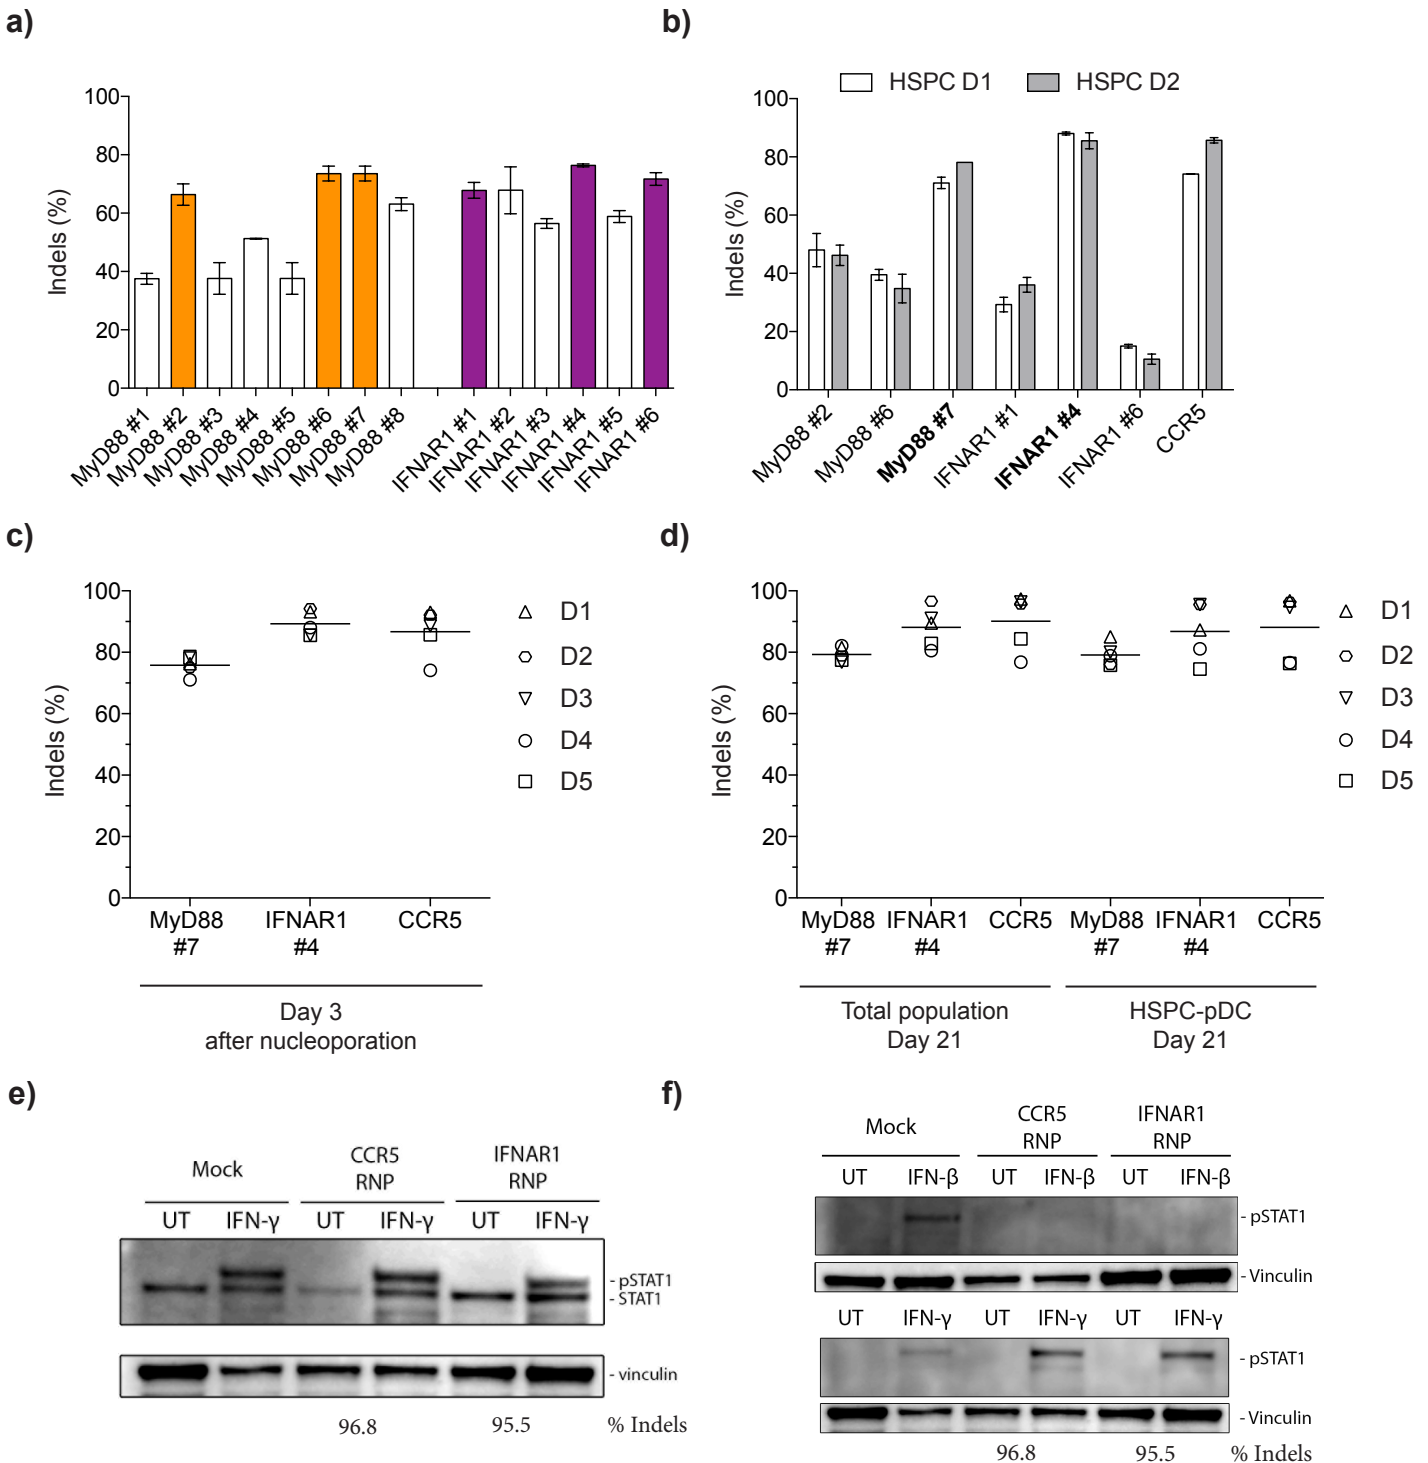 a)
100
80
60
40
20
0
Indels (%)
MyD88 #1
MyD88 #2
MyD88 #3
MyD88 #4
MyD88 #5
MyD88 #6
MyD88 #7
MyD88 #8
IFNAR1 #1
IFNAR1 #2
IFNAR1 #3
IFNAR1 #4
IFNAR1 #5
IFNAR1 #6
b)
HSPC D1
HSPC D2
100
80
60
40
20
0
Indels (%)
MyD88 #2
MyD88 #6
MyD88 #7
IFNAR1 #1
IFNAR1 #4
IFNAR1 #6
CCR5
c)
100
80
60
40
20
0
Indels (%)
D1
D2
D3
D4
D5
MyD88 IFNAR1 CCR5
#7 #4
Day 3
after nucleoporation
d)
100
80
60
40
20
0
Indels (%)
D1
D2
D3
D4
D5
MyD88 IFNAR1 CCR5 MyD88 IFNAR1 CCR5
#7 #4 #7 #4
Total population HSPC-pDC
Day 21 Day 21
e)
Mock CCR5 RNP IFNAR1 RNP
UT IFN-γ UT IFN-γ UT IFN-γ
- pSTAT1
- STAT1
- vinculin
96.8 95.5 % Indels
f)
Mock CCR5 RNP IFNAR1 RNP
UT IFN-β UT IFN-β UT IFN-β
- pSTAT1
- Vinculin
UT IFN-γ UT IFN-γ UT IFN-γ
- pSTAT1
- Vinculin
96.8 95.5 % Indels